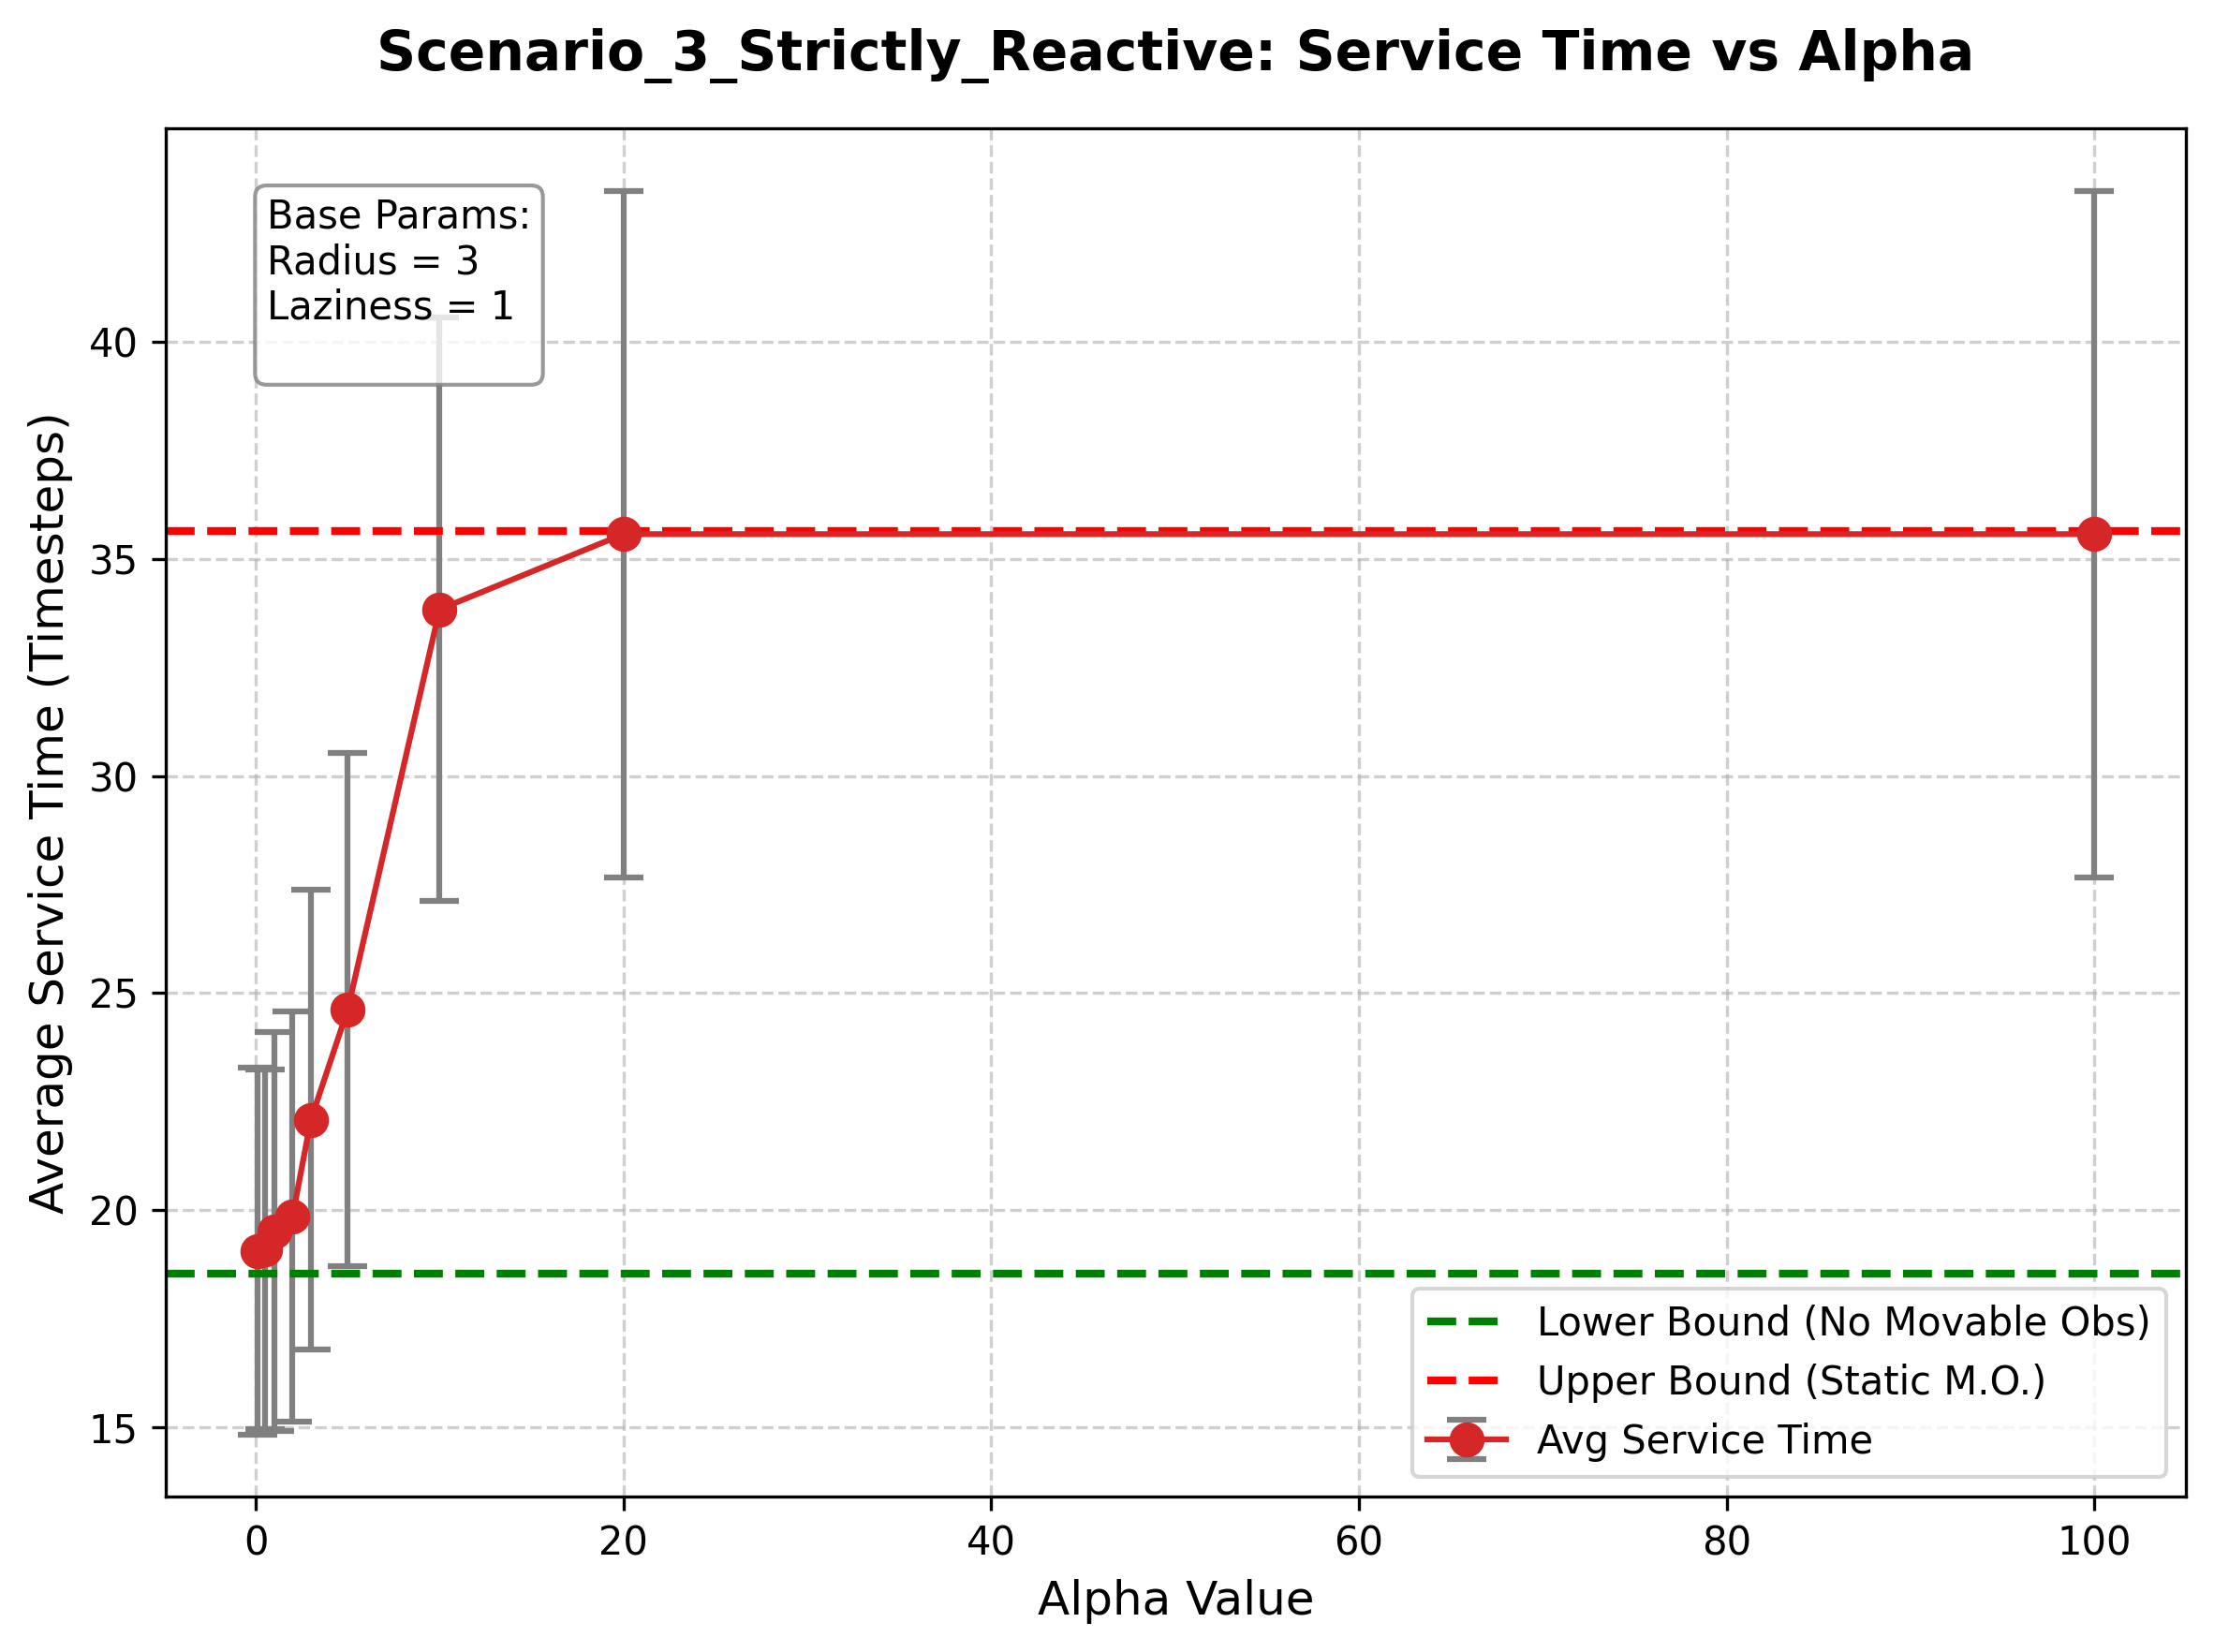 Scenario_3_Strictly_Reactive: Service Time vs Alpha
Base Params:
Radius = 3
Laziness = 1
Average Service Time (Timesteps)
40
35
30
25
20
15
Lower Bound (No Movable Obs)
Upper Bound (Static M.O.)
Avg Service Time
0 20 40 60 80 100
Alpha Value